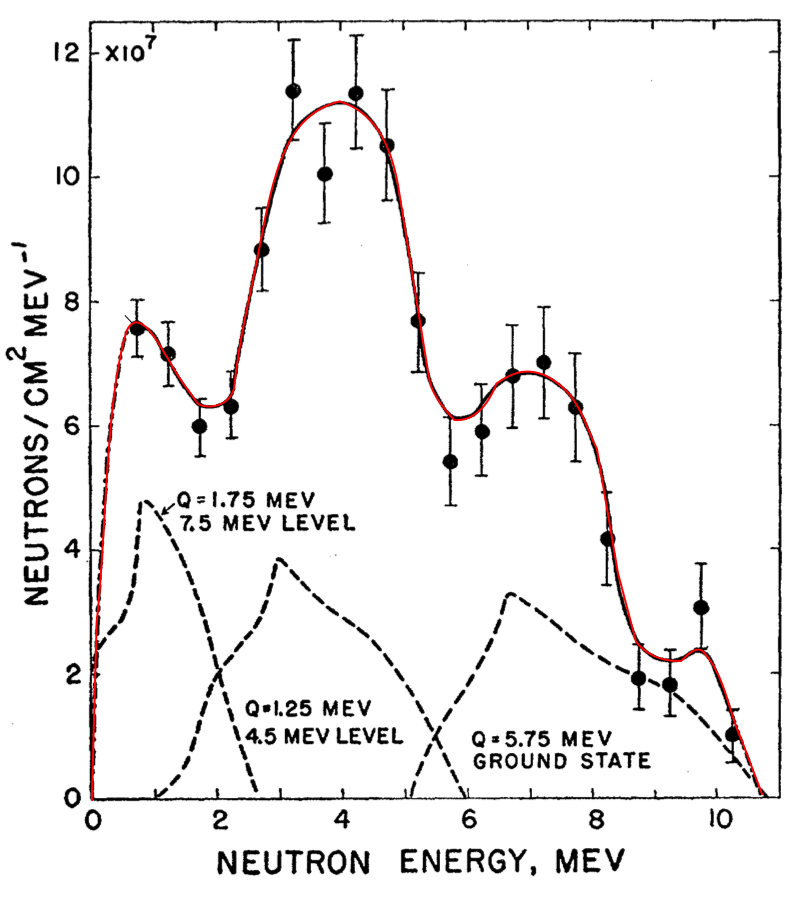 12
X10⁷
10
8
6
4
2
0
NEUTRONS/CM² MEV⁻¹
Q=1.75 MEV
7.5 MEV LEVEL
Q=1.25 MEV
4.5 MEV LEVEL
Q=5.75 MEV
GROUND STATE
0 2 4 6 8 10
NEUTRON ENERGY, MEV